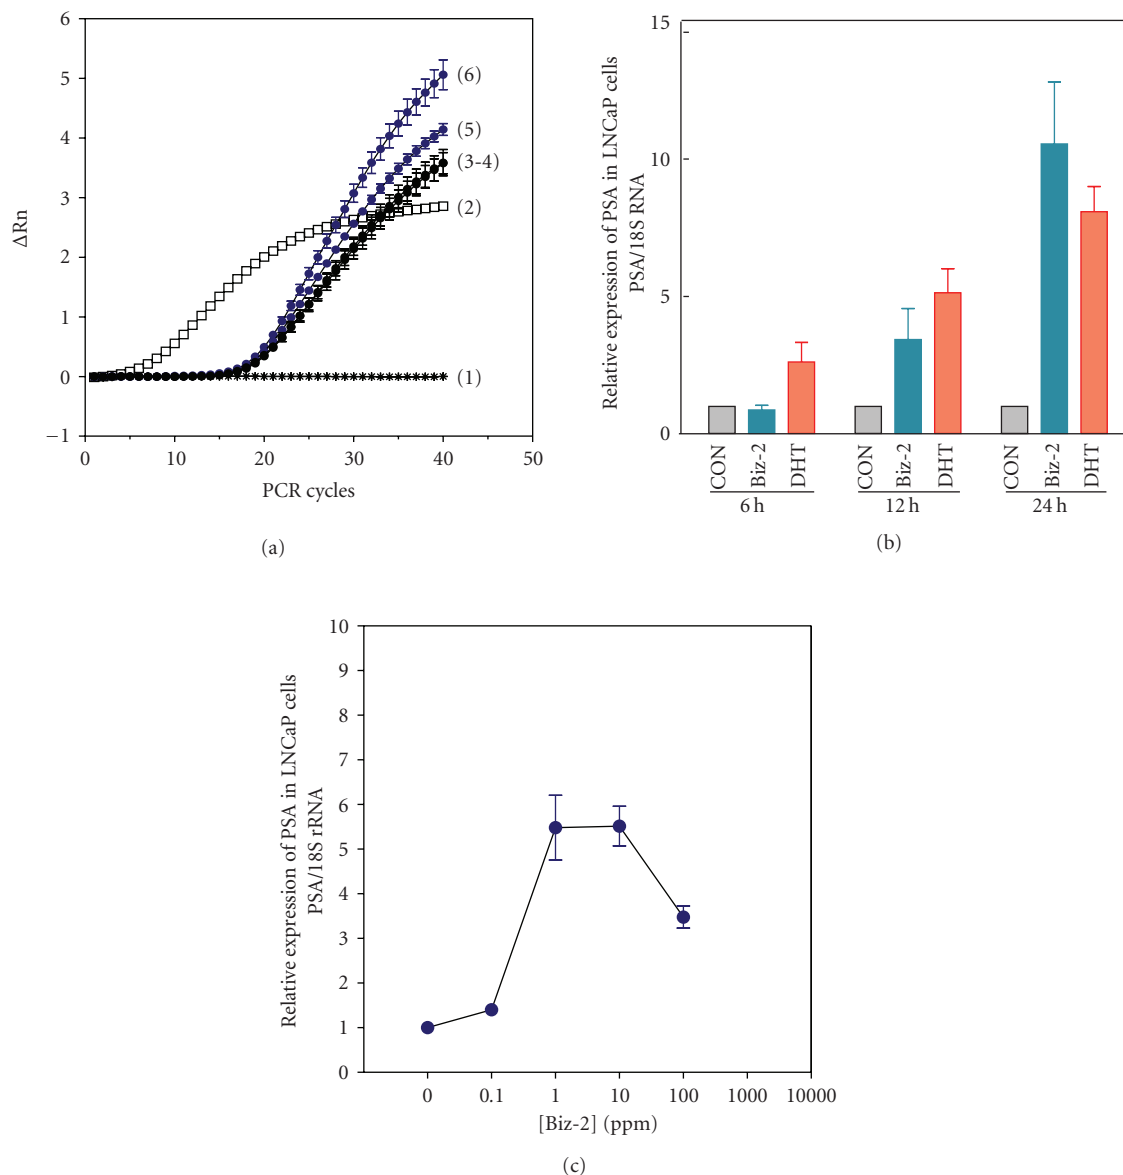 6
5
4
3
2
1
0
−1
ΔRn
(6)
(5)
(3-4)
(2)
(1)
0 10 20 30 40 50
PCR cycles
(a)
Relative expression of PSA in LNCaP cells
PSA/18S RNA
15
10
5
0
CON Biz-2 DHT CON Biz-2 DHT CON Biz-2 DHT
6 h 12 h 24 h
(b)
Relative expression of PSA in LNCaP cells
PSA/18S rRNA
10
9
8
7
6
5
4
3
2
1
0
0 0.1 1 10 100 1000 10000
[Biz-2] (ppm)
(c)